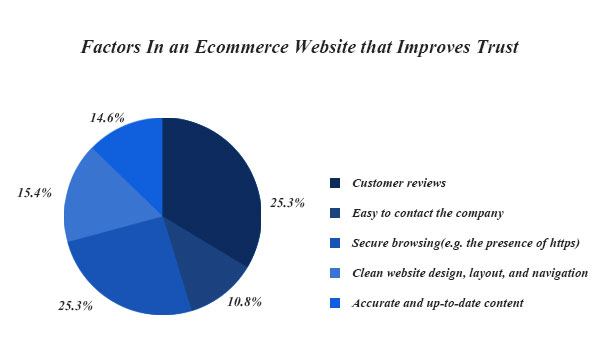 Factors In an Ecommerce Website that Improves Trust
14.6%
15.4%
25.3%
25.3%
10.8%
Customer reviews
Easy to contact the company
Secure browsing(e.g. the presence of https)
Clean website design, layout, and navigation
Accurate and up-to-date content